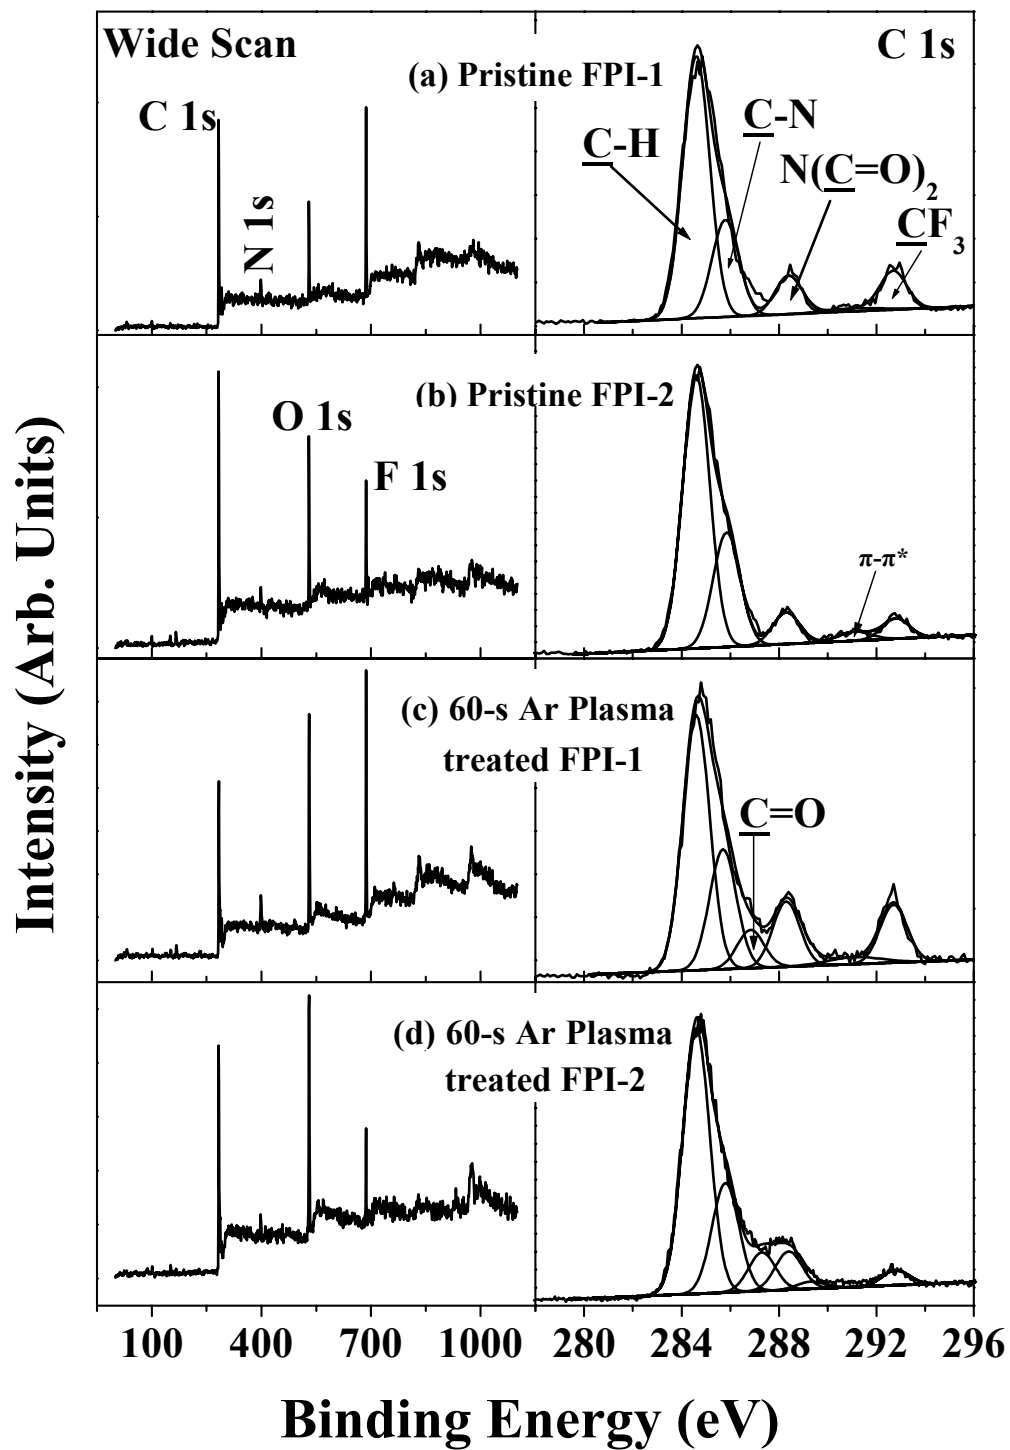 Wide Scan
C 1s
(a) Pristine FPI-1
C 1s
C-N
C-H
N(C=O)2
N 1s
CF3
(b) Pristine FPI-2
O 1s
F 1s
π-π*
(c) 60-s Ar Plasma
treated FPI-1
C=O
(d) 60-s Ar Plasma
treated FPI-2
Intensity (Arb. Units)
100 400 700 1000 280 284 288 292 296
Binding Energy (eV)